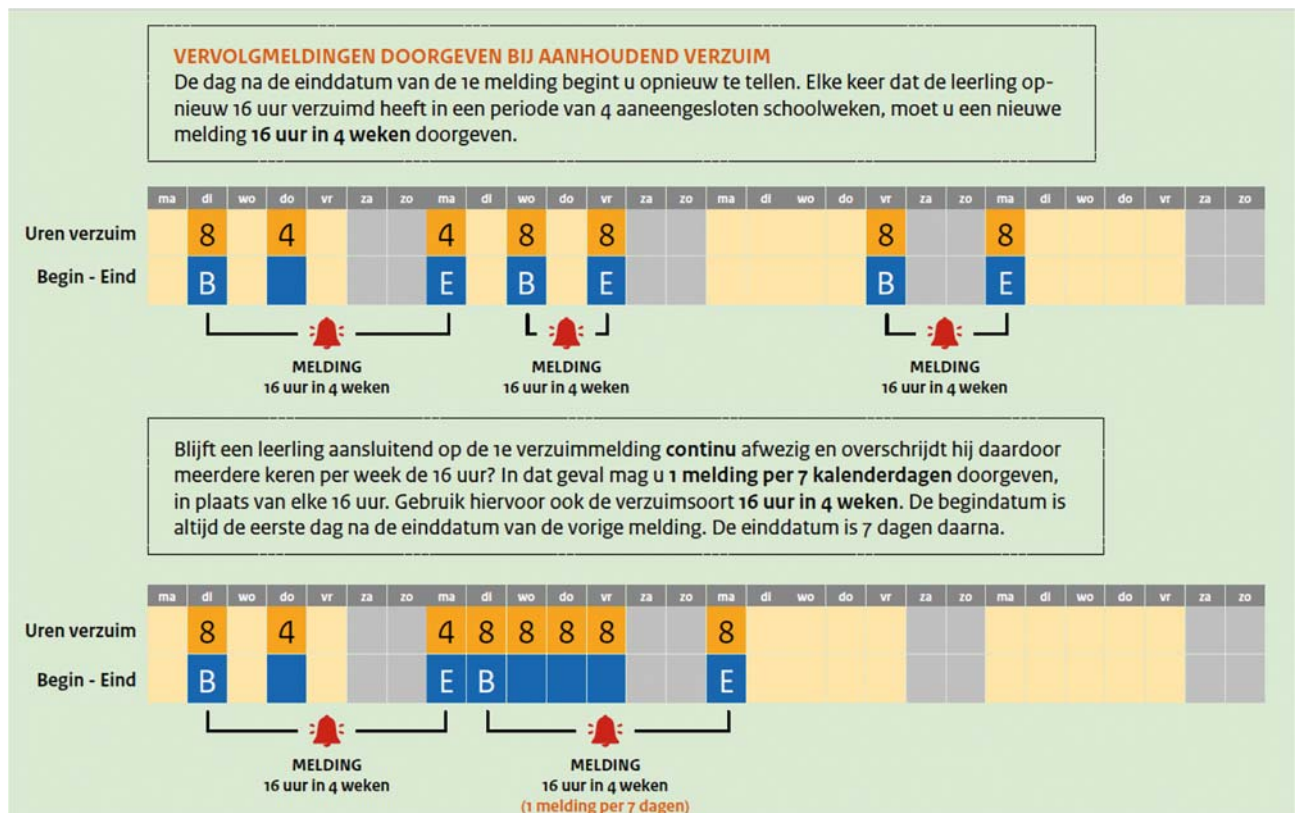 VERVOLGMELDINGEN DOORGEVEN BIJ AANHOUDEND VERZUIM
De dag na de einddatum van de 1e melding begint u opnieuw te tellen. Elke keer dat de leerling op-
nieuw 16 uur verzuimd heeft in een periode van 4 aaneengesloten schoolweken, moet u een nieuwe
melding 16 uur in 4 weken doorgeven.
ma di wo do vr za zo ma di wo do vr za zo ma di wo do vr za zo ma di wo do vr za zo
Uren verzuim 8 4 4 8 8 8 8
Begin - Eind B E B E B E
MELDING MELDING MELDING
16 uur in 4 weken 16 uur in 4 weken 16 uur in 4 weken
Blijft een leerling aansluitend op de 1e verzuimmelding continu afwezig en overschrijdt hij daardoor
meerdere keren per week de 16 uur? In dat geval mag u 1 melding per 7 kalenderdagen doorgeven,
in plaats van elke 16 uur. Gebruik hiervoor ook de verzuimsoort 16 uur in 4 weken. De begindatum is
altijd de eerste dag na de einddatum van de vorige melding. De einddatum is 7 dagen daarna.
ma di wo do vr za zo ma di wo do vr za zo ma di wo do vr za zo ma di wo do vr za zo
Uren verzuim 8 4 4 8 8 8 8 8
Begin - Eind B E B E
MELDING MELDING
16 uur in 4 weken 16 uur in 4 weken
(1 melding per 7 dagen)